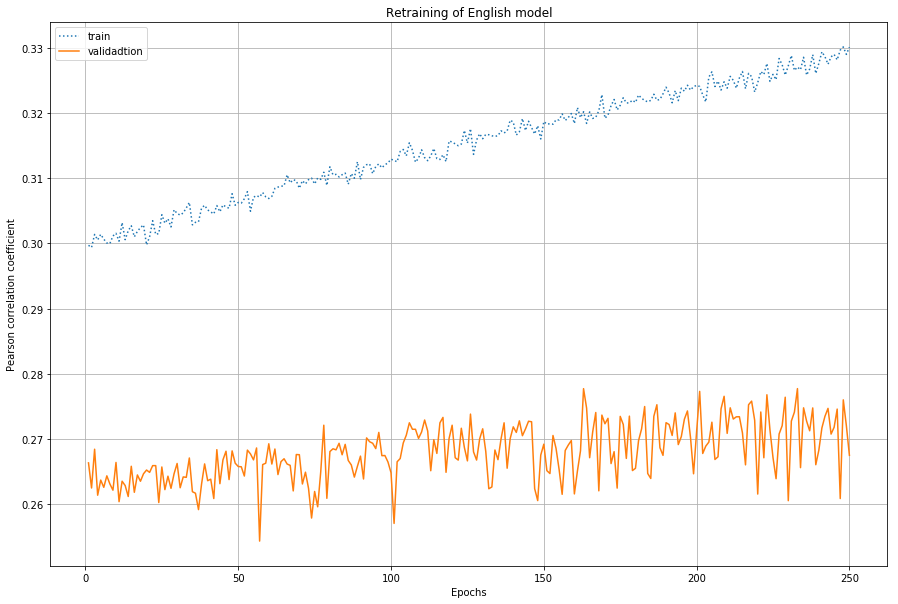 Retraining of English model
train
validadtion
Pearson correlation coefficient
0.33
0.32
0.31
0.30
0.29
0.28
0.27
0.26
0
50
100
150
200
250
Epochs